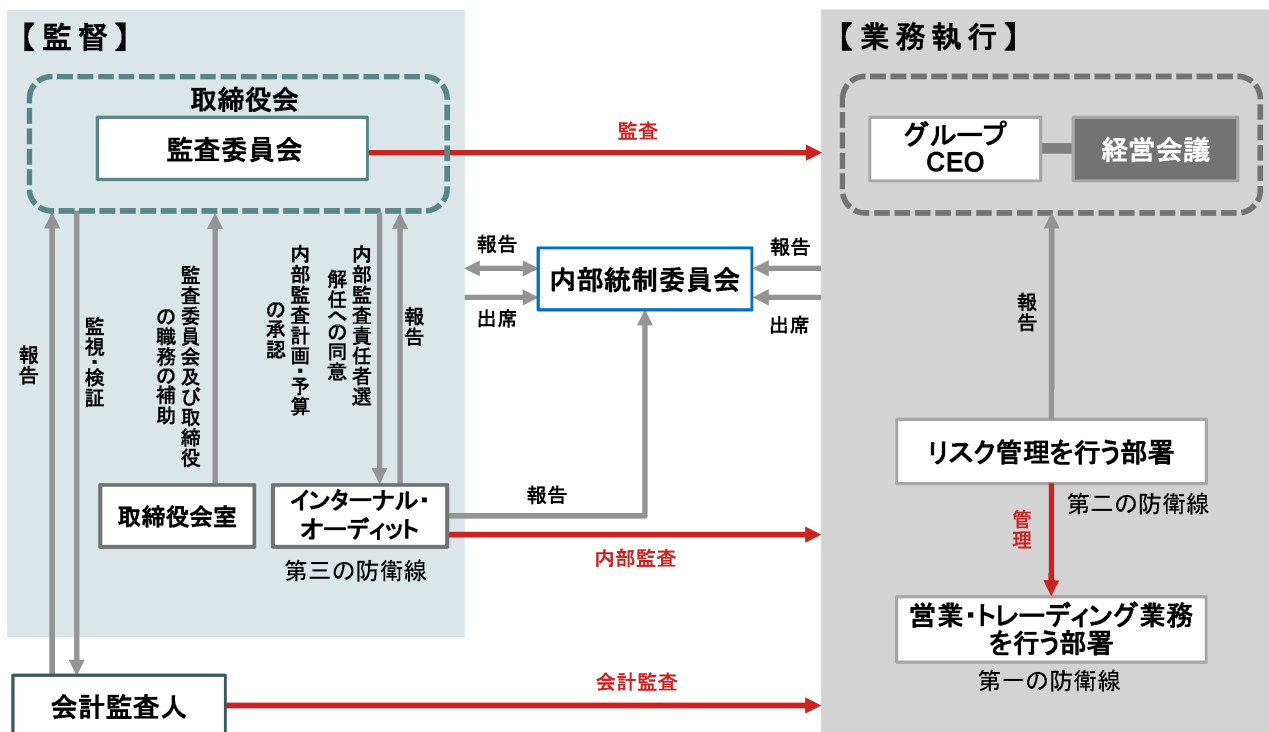 【監督】
取締役会
監査委員会
監査
【業務執行】
グループ
CEO
経営会議
報告
監視・検証
監査委員会及び取締役
の職務の補助
内部監査責任者選
解任への同意
内部監査計画・予算
の承認
報告
報告
出席
内部統制委員会
報告
出席
報告
取締役会室
インターナル・
オーディット
第三の防衛線
報告
内部監査
リスク管理を行う部署
第二の防衛線
管理
営業・トレーディング業務
を行う部署
第一の防衛線
会計監査人
会計監査